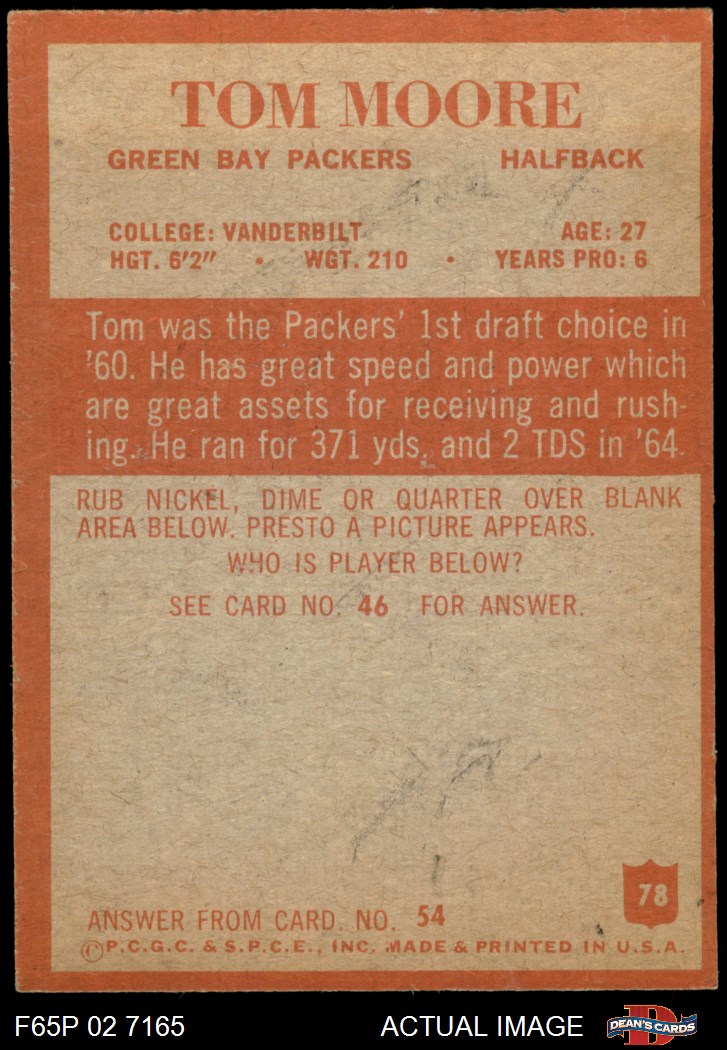 TOM MOORE
GREEN BAY PACKERS HALFBACK
COLLEGE: VANDERBILT AGE: 27
HGT. 6'2" • WGT. 210 • YEARS PRO: 6
Tom was the Packers' 1st draft choice in
'60. He has great speed and power which
are great assets for receiving and rush-
ing. He ran for 371 yds. and 2 TDS in '64.
RUB NICKEL, DIME OR QUARTER OVER BLANK
AREA BELOW. PRESTO A PICTURE APPEARS.
WHO IS PLAYER BELOW?
SEE CARD NO. 46 FOR ANSWER.
78
ANSWER FROM CARD. NO. 54
©P.C.G.C. & S.P.C.E., INC. MADE & PRINTED IN U.S.A.
F65P 02 7165 ACTUAL IMAGE DEAN'S CARDS